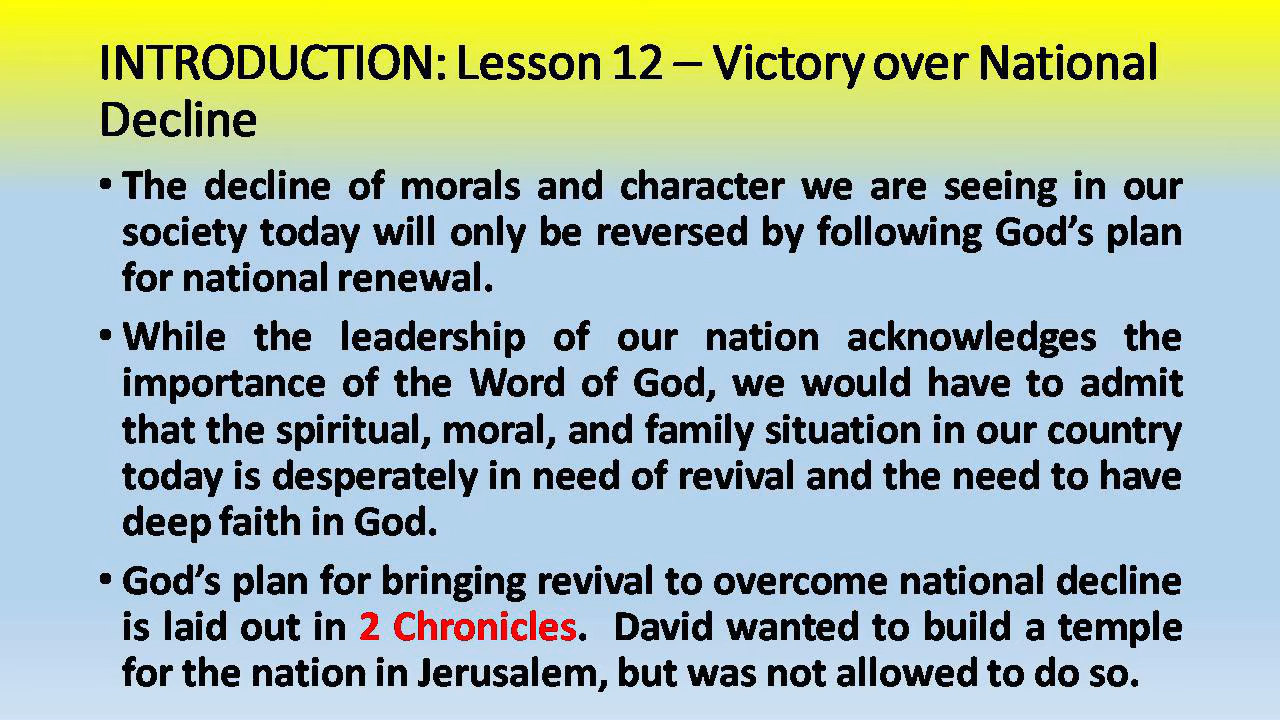 INTRODUCTION: Lesson 12 – Victory over National
Decline
• The decline of morals and character we are seeing in our
society today will only be reversed by following God’s plan
for national renewal.
• While the leadership of our nation acknowledges the
importance of the Word of God, we would have to admit
that the spiritual, moral, and family situation in our country
today is desperately in need of revival and the need to have
deep faith in God.
• God’s plan for bringing revival to overcome national decline
is laid out in 2 Chronicles.  David wanted to build a temple
for the nation in Jerusalem, but was not allowed to do so.